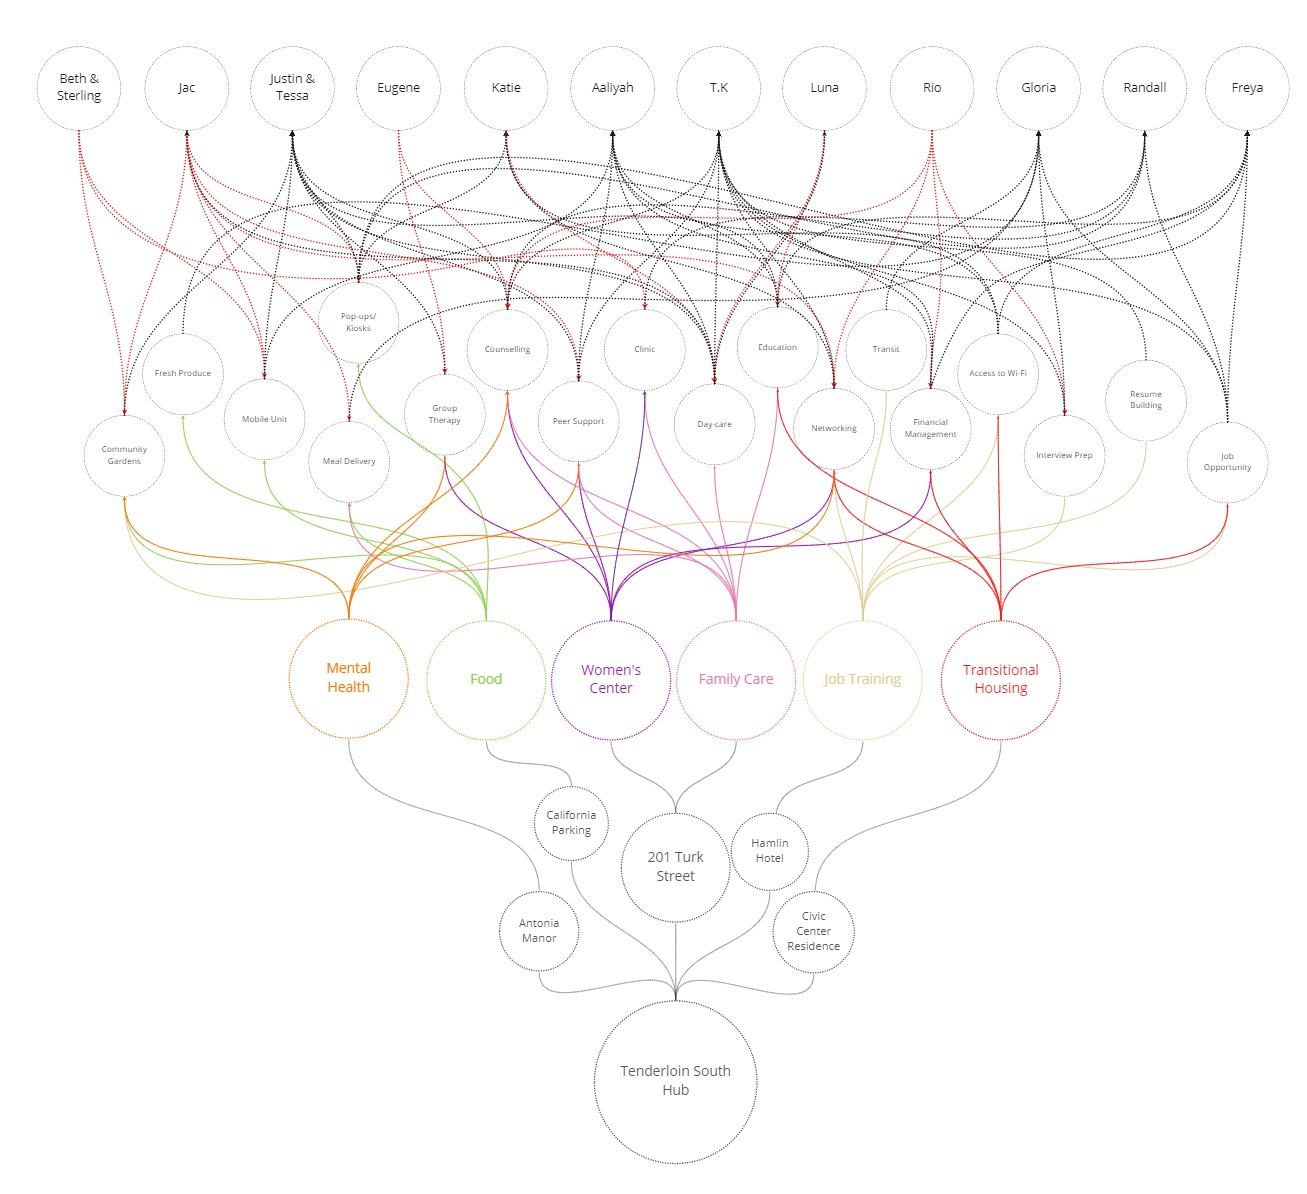 Beth &
Sterling
Jac
Justin &
Tessa
Eugene
Katie
Aaliyah
T.K
Luna
Rio
Gloria
Randall
Freya
Pop-ups/
Kiosks
Fresh Produce
Counselling
Clinic
Education
Transit
Access to Wi-Fi
Resume
Building
Community
Gardens
Mobile Unit
Meal Delivery
Group
Therapy
Peer Support
Day-care
Networking
Financial
Management
Interview Prep
Job
Opportunity
Mental
Health
Food
Women's
Center
Family Care
Job Training
Transitional
Housing
California
Parking
201 Turk
Street
Hamlin
Hotel
Antonia
Manor
Civic
Center
Residence
Tenderloin South
Hub